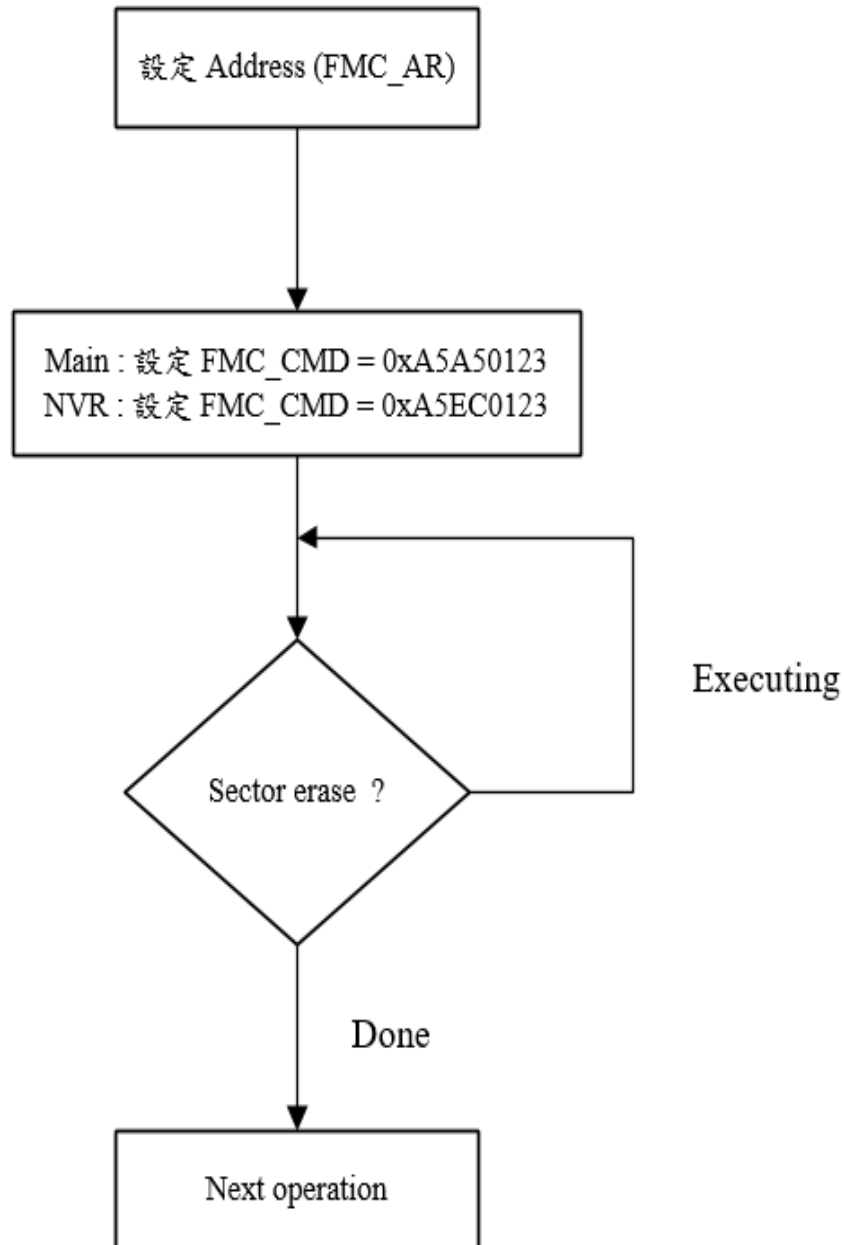 設定 Address (FMC_AR)
Main : 設定 FMC_CMD = 0xA5A50123
NVR : 設定 FMC_CMD = 0xA5EC0123
Executing
Sector erase ?
Done
Next operation